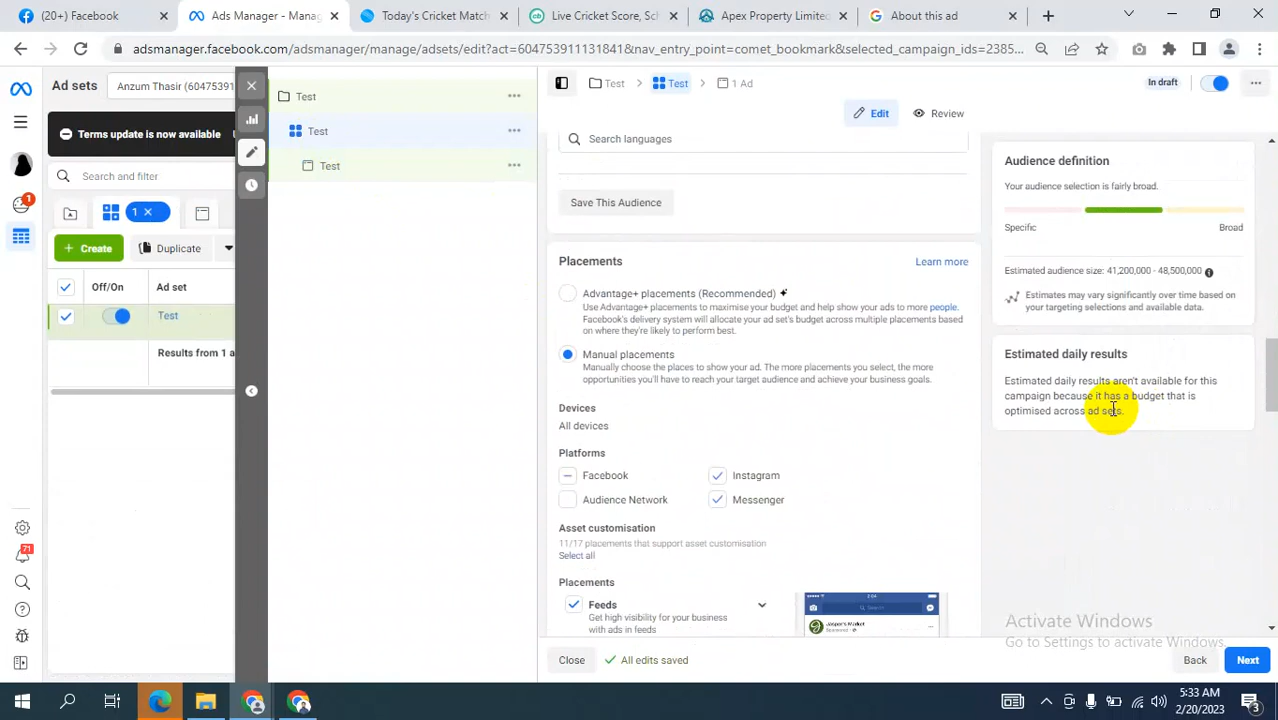 (20+) Facebook
Ads Manager - Manag
Today's Cricket Match
Live Cricket Score, Sch
Apex Property Limited
About this ad
adsmanager.facebook.com/adsmanager/manage/adsets/edit?act=604753911131841&nav_entry_point=comet_bookmark&selected_campaign_ids=2385...
Ad sets
Anzum Thasir (6047539
Terms update is now available
Search and filter
1
1
Create
Duplicate
Off/On
Ad set
Test
Results from 1 a
71
Test
Test
Test
Test
Test
1 Ad
In draft
Edit
Review
Search languages
Save This Audience
Placements
Learn more
Advantage+ placements (Recommended)
Use Advantage+ placements to maximise your budget and help show your ads to more people.
Facebook's delivery system will allocate your ad set's budget across multiple placements based
on where they're likely to perform best.
Manual placements
Manually choose the places to show your ad. The more placements you select, the more
opportunities you'll have to reach your target audience and achieve your business goals.
Devices
All devices
Platforms
Facebook
Instagram
Audience Network
Messenger
Asset customisation
11/17 placements that support asset customisation
Select all
Placements
Feeds
Get high visibility for your business
with ads in feeds
Search
Jasper's Market
Sponsored
Close
All edits saved
Back
Next
Audience definition
Your audience selection is fairly broad.
Specific
Broad
Estimated audience size: 41,200,000 - 48,500,000
Estimates may vary significantly over time based on
your targeting selections and available data.
Estimated daily results
Estimated daily results aren't available for this
campaign because it has a budget that is
optimised across ad sets.
Activate Windows
Go to Settings to activate Windows.
5:33 AM
2/20/2023
3